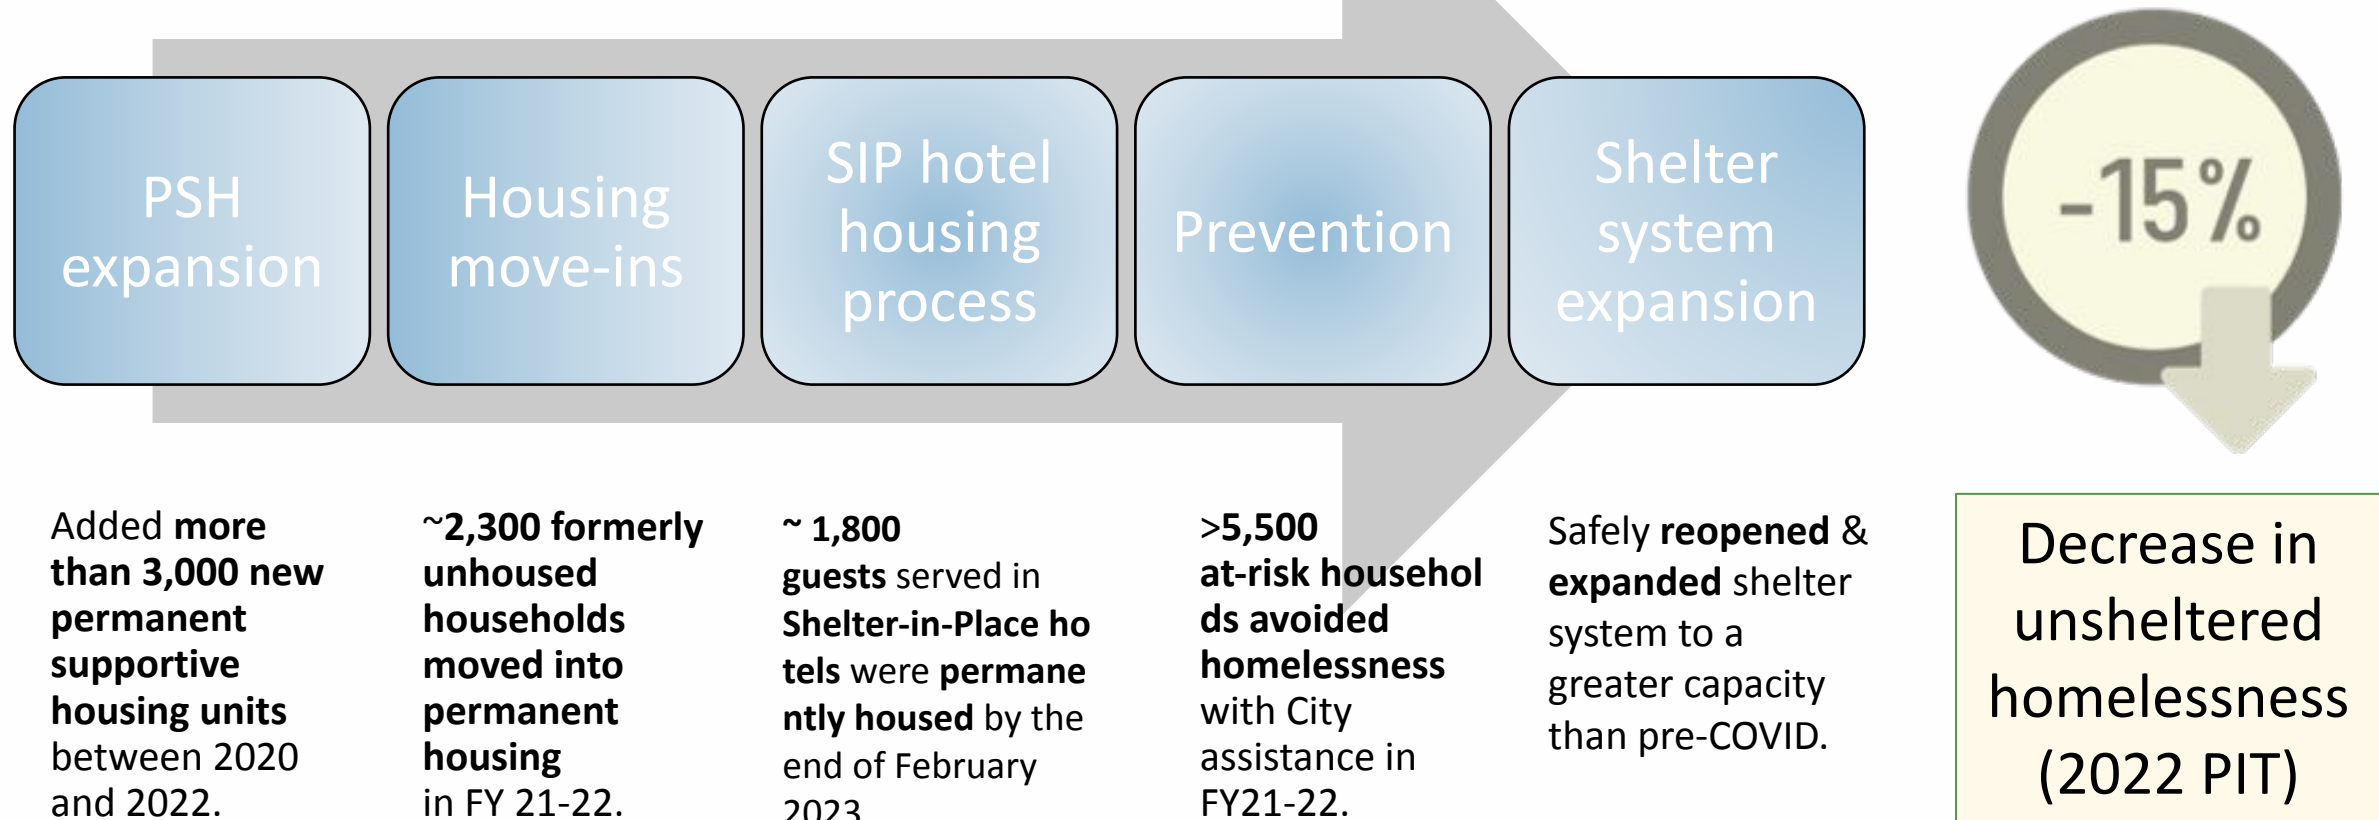 PSH
expansion
Housing
move-ins
SIP hotel
housing
process
Prevention
Shelter
system
expansion
-15%
Added more
than 3,000 new
permanent
supportive
housing units
between 2020
and 2022.
~2,300 formerly
unhoused
households
moved into
permanent
housing
in FY 21-22.
~ 1,800
guests served in
Shelter-in-Place ho
tels were permane
ntly housed by the
end of February
2023
>5,500
at-risk househol
ds avoided
homelessness
with City
assistance in
FY21-22.
Safely reopened &
expanded shelter
system to a
greater capacity
than pre-COVID.
Decrease in
unsheltered
homelessness
(2022 PIT)